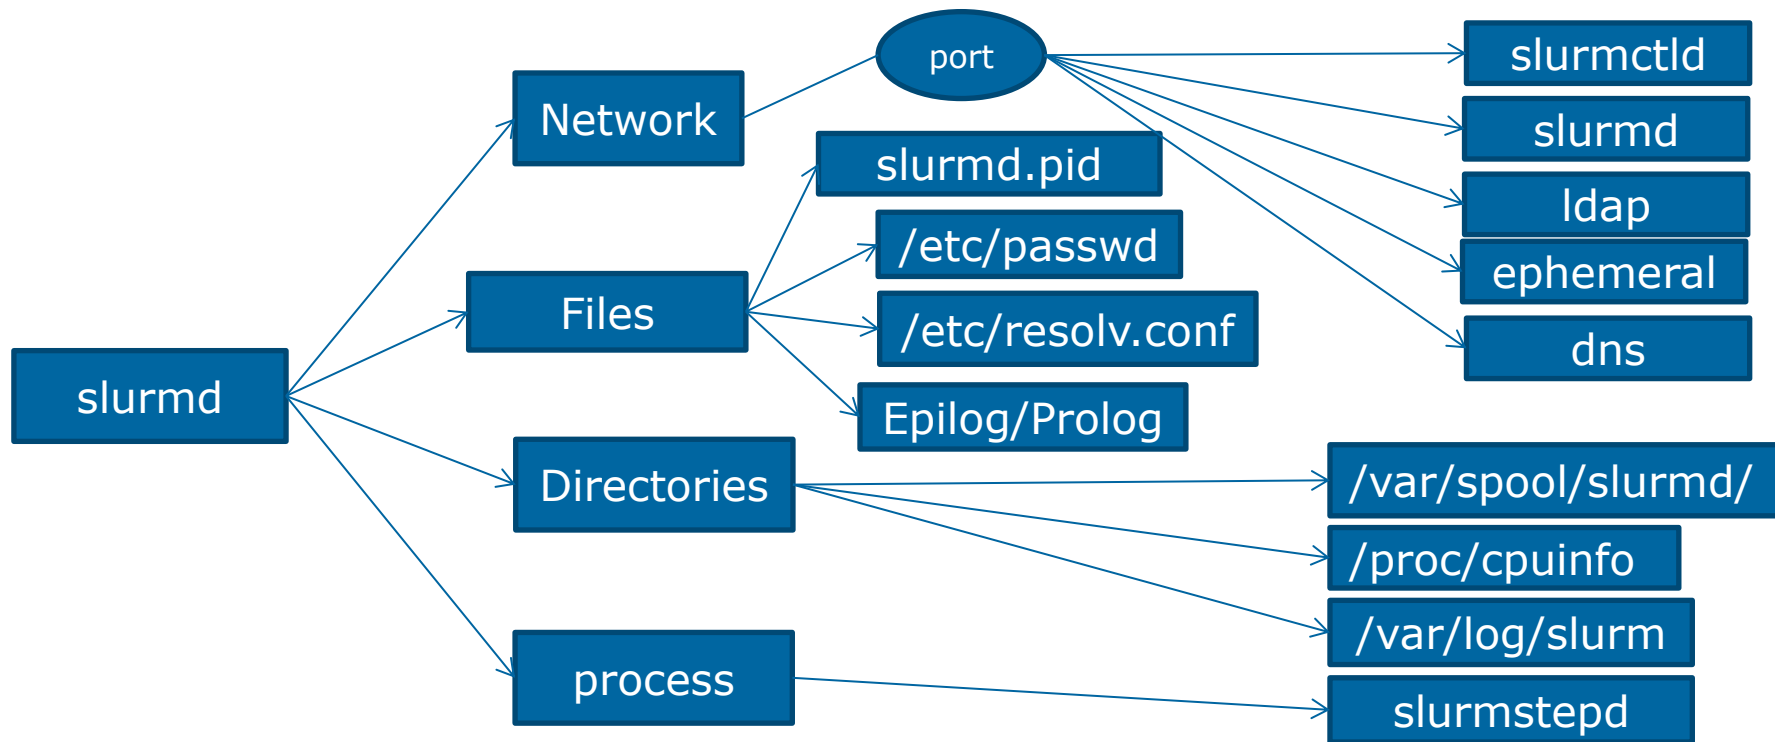 port
slurmctld
Network
slurmd
slurmd.pid
ldap
/etc/passwd
ephemeral
Files
/etc/resolv.conf
dns
slurmd
Epilog/Prolog
Directories
/var/spool/slurmd/
/proc/cpuinfo
/var/log/slurm
process
slurmstepd